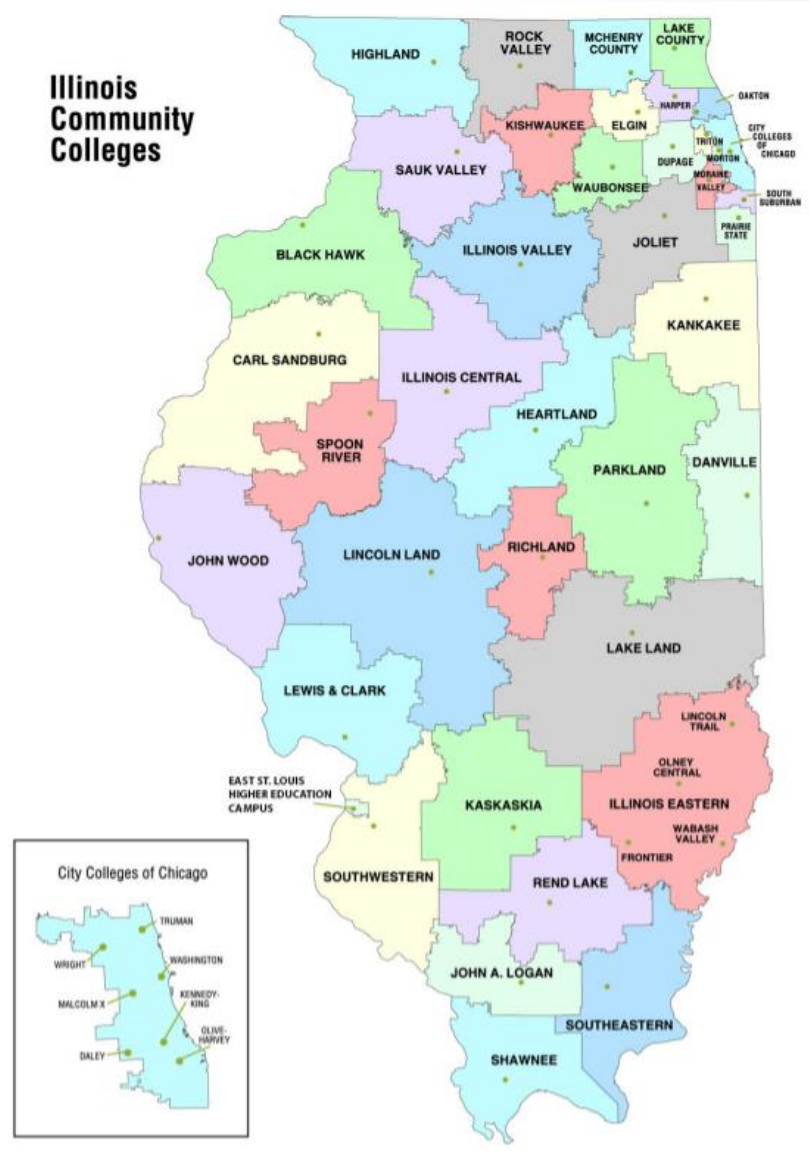 Illinois
Community
Colleges
HIGHLAND
ROCK
VALLEY
MCHENRY
COUNTY
LAKE
COUNTY
HARPER
OAKTON
KISHWAUKEE
ELGIN
CITY
COLLEGES
OF
CHICAGO
TRITON
MORTON
DUPAGE
SAUK VALLEY
WAUBONSEE
MORAINE
VALLEY
SOUTH
SUBURBAN
PRAIRIE
STATE
BLACK HAWK
ILLINOIS VALLEY
JOLIET
KANKAKEE
CARL SANDBURG
ILLINOIS CENTRAL
HEARTLAND
SPOON
RIVER
PARKLAND
DANVILLE
JOHN WOOD
LINCOLN LAND
RICHLAND
LAKE LAND
LEWIS & CLARK
LINCOLN
TRAIL
OLNEY
CENTRAL
EAST ST. LOUIS
HIGHER EDUCATION
CAMPUS
KASKASKIA
ILLINOIS EASTERN
WABASH
VALLEY
FRONTIER
SOUTHWESTERN
REND LAKE
JOHN A. LOGAN
SOUTHEASTERN
SHAWNEE
City Colleges of Chicago
TRUMAN
WRIGHT
WASHINGTON
MALCOLM X
KENNEDY-
KING
OLIVE-
HARVEY
DALEY